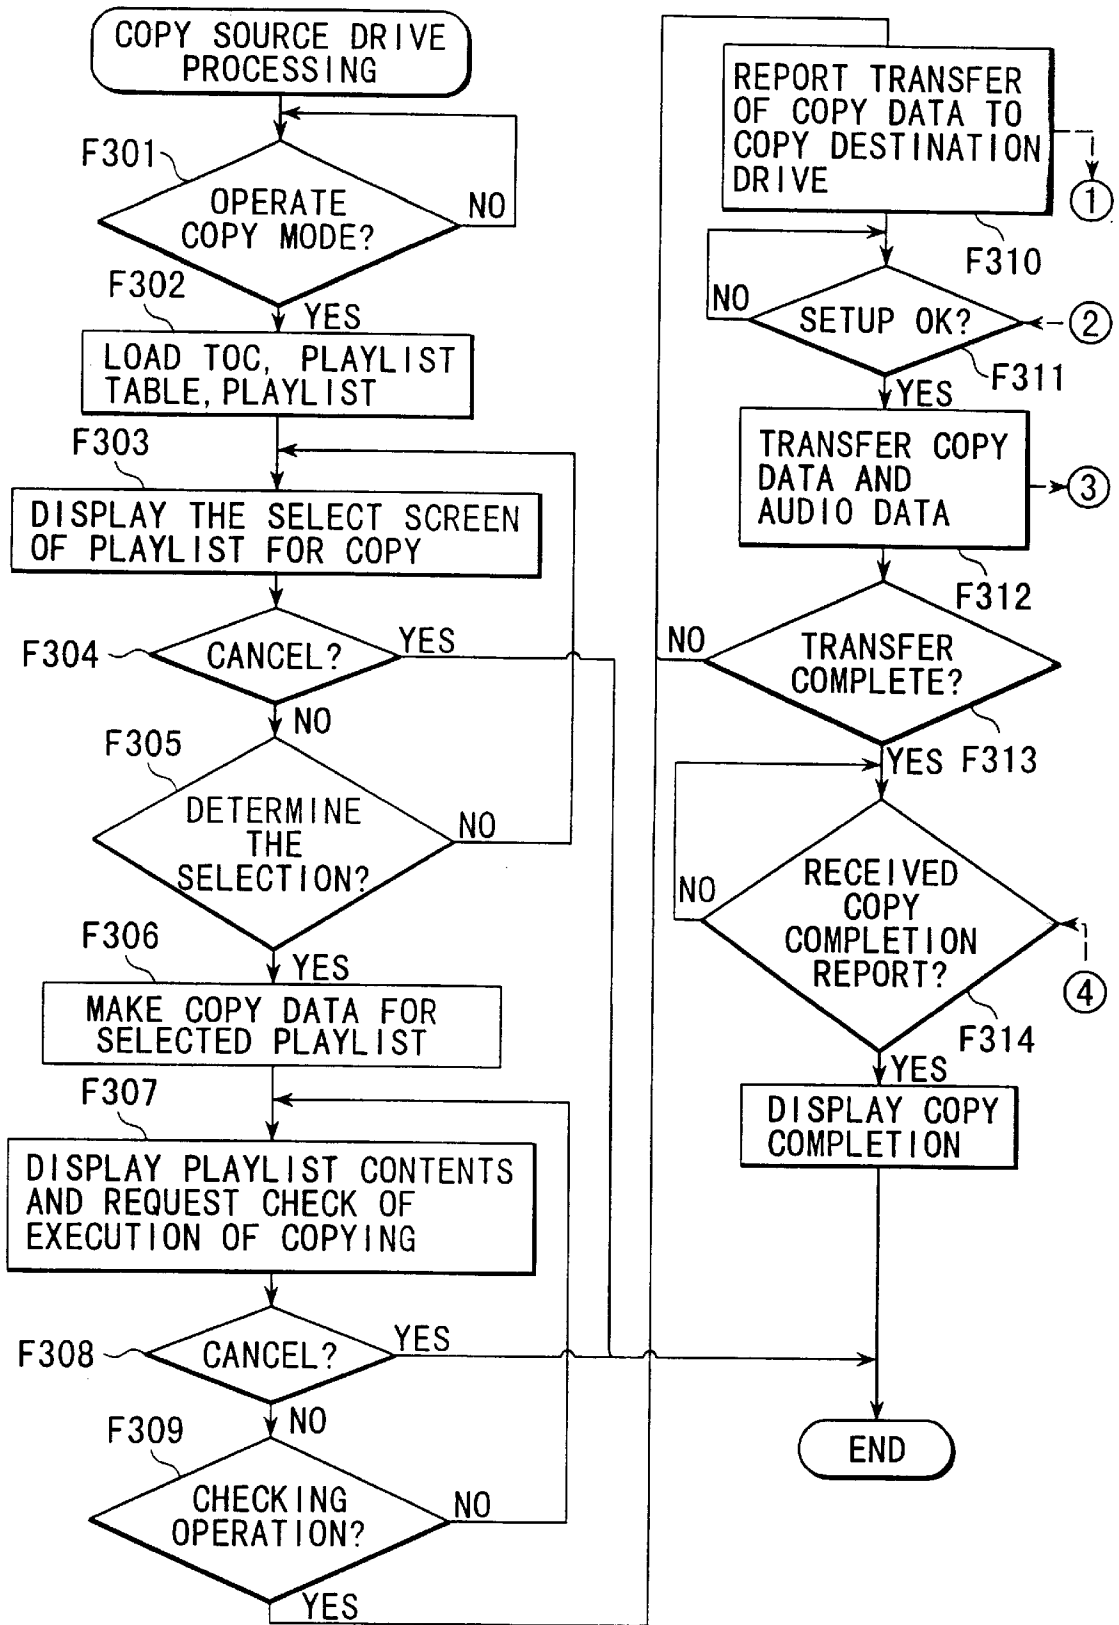 COPY SOURCE DRIVE
PROCESSING
F301
OPERATE
COPY MODE?
NO
F302
YES
LOAD TOC, PLAYLIST
TABLE, PLAYLIST
F303
DISPLAY THE SELECT SCREEN
OF PLAYLIST FOR COPY
F304
CANCEL?
YES
NO
F305
DETERMINE
THE
SELECTION?
NO
F306
YES
MAKE COPY DATA FOR
SELECTED PLAYLIST
F307
DISPLAY PLAYLIST CONTENTS
AND REQUEST CHECK OF
EXECUTION OF COPYING
F308
CANCEL?
YES
NO
F309
CHECKING
OPERATION?
NO
YES
REPORT TRANSFER
OF COPY DATA TO
COPY DESTINATION
DRIVE
1
F310
NO
SETUP OK?
2
F311
YES
TRANSFER COPY
DATA AND
AUDIO DATA
3
F312
NO
TRANSFER
COMPLETE?
YES
F313
NO
RECEIVED
COPY
COMPLETION
REPORT?
4
F314
YES
DISPLAY COPY
COMPLETION
END